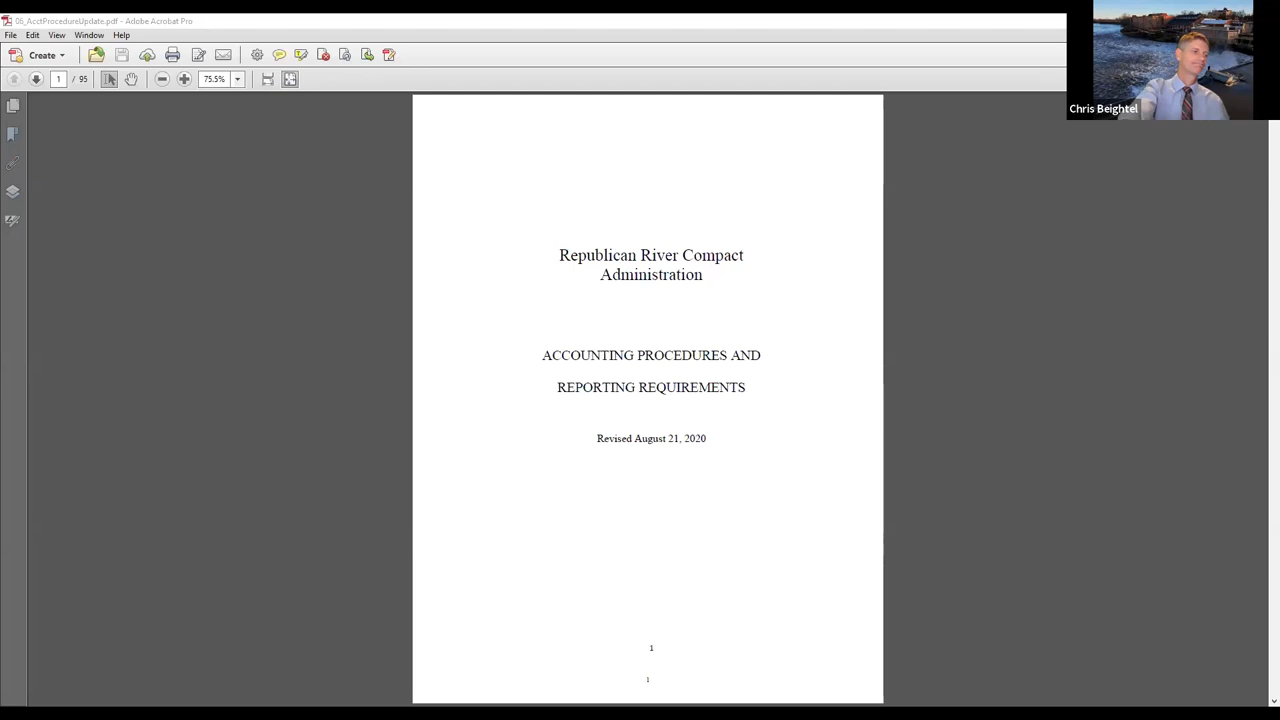 06_AcctProcedureUpdate.pdf - Adobe Acrobat Pro
File Edit View Window Help
Create
1 / 95 75.5%
Chris Beightel
Republican River Compact
Administration
ACCOUNTING PROCEDURES AND
REPORTING REQUIREMENTS
Revised August 21, 2020
1
1